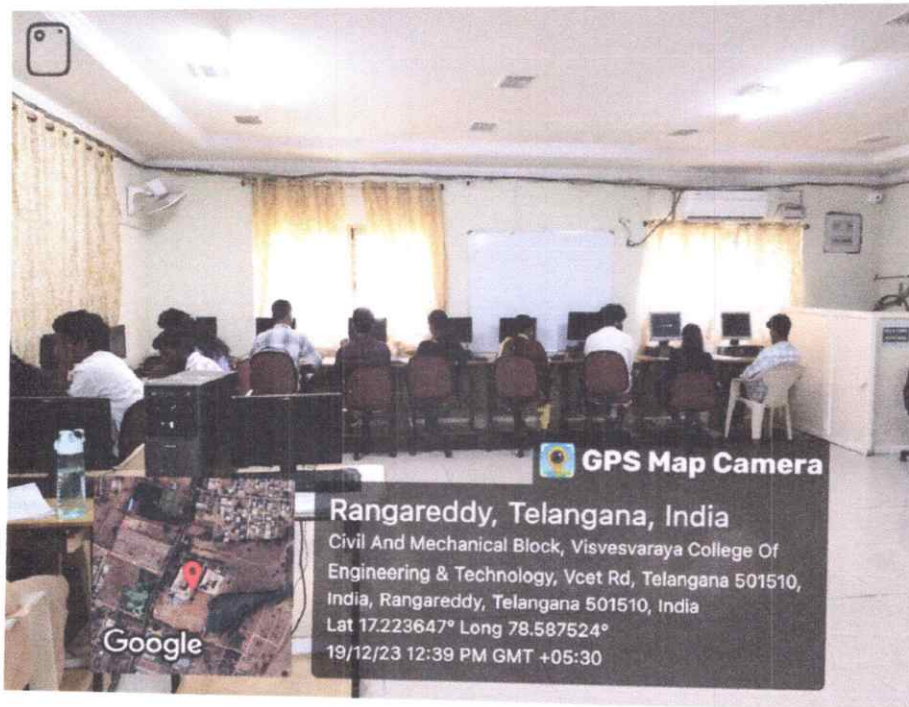 GPS Map Camera
Rangareddy, Telangana, India
Civil And Mechanical Block, Visvesvaraya College Of
Engineering & Technology, Vcet Rd, Telangana 501510,
India, Rangareddy, Telangana 501510, India
Lat 17.223647° Long 78.587524°
19/12/23 12:39 PM GMT +05:30
Google